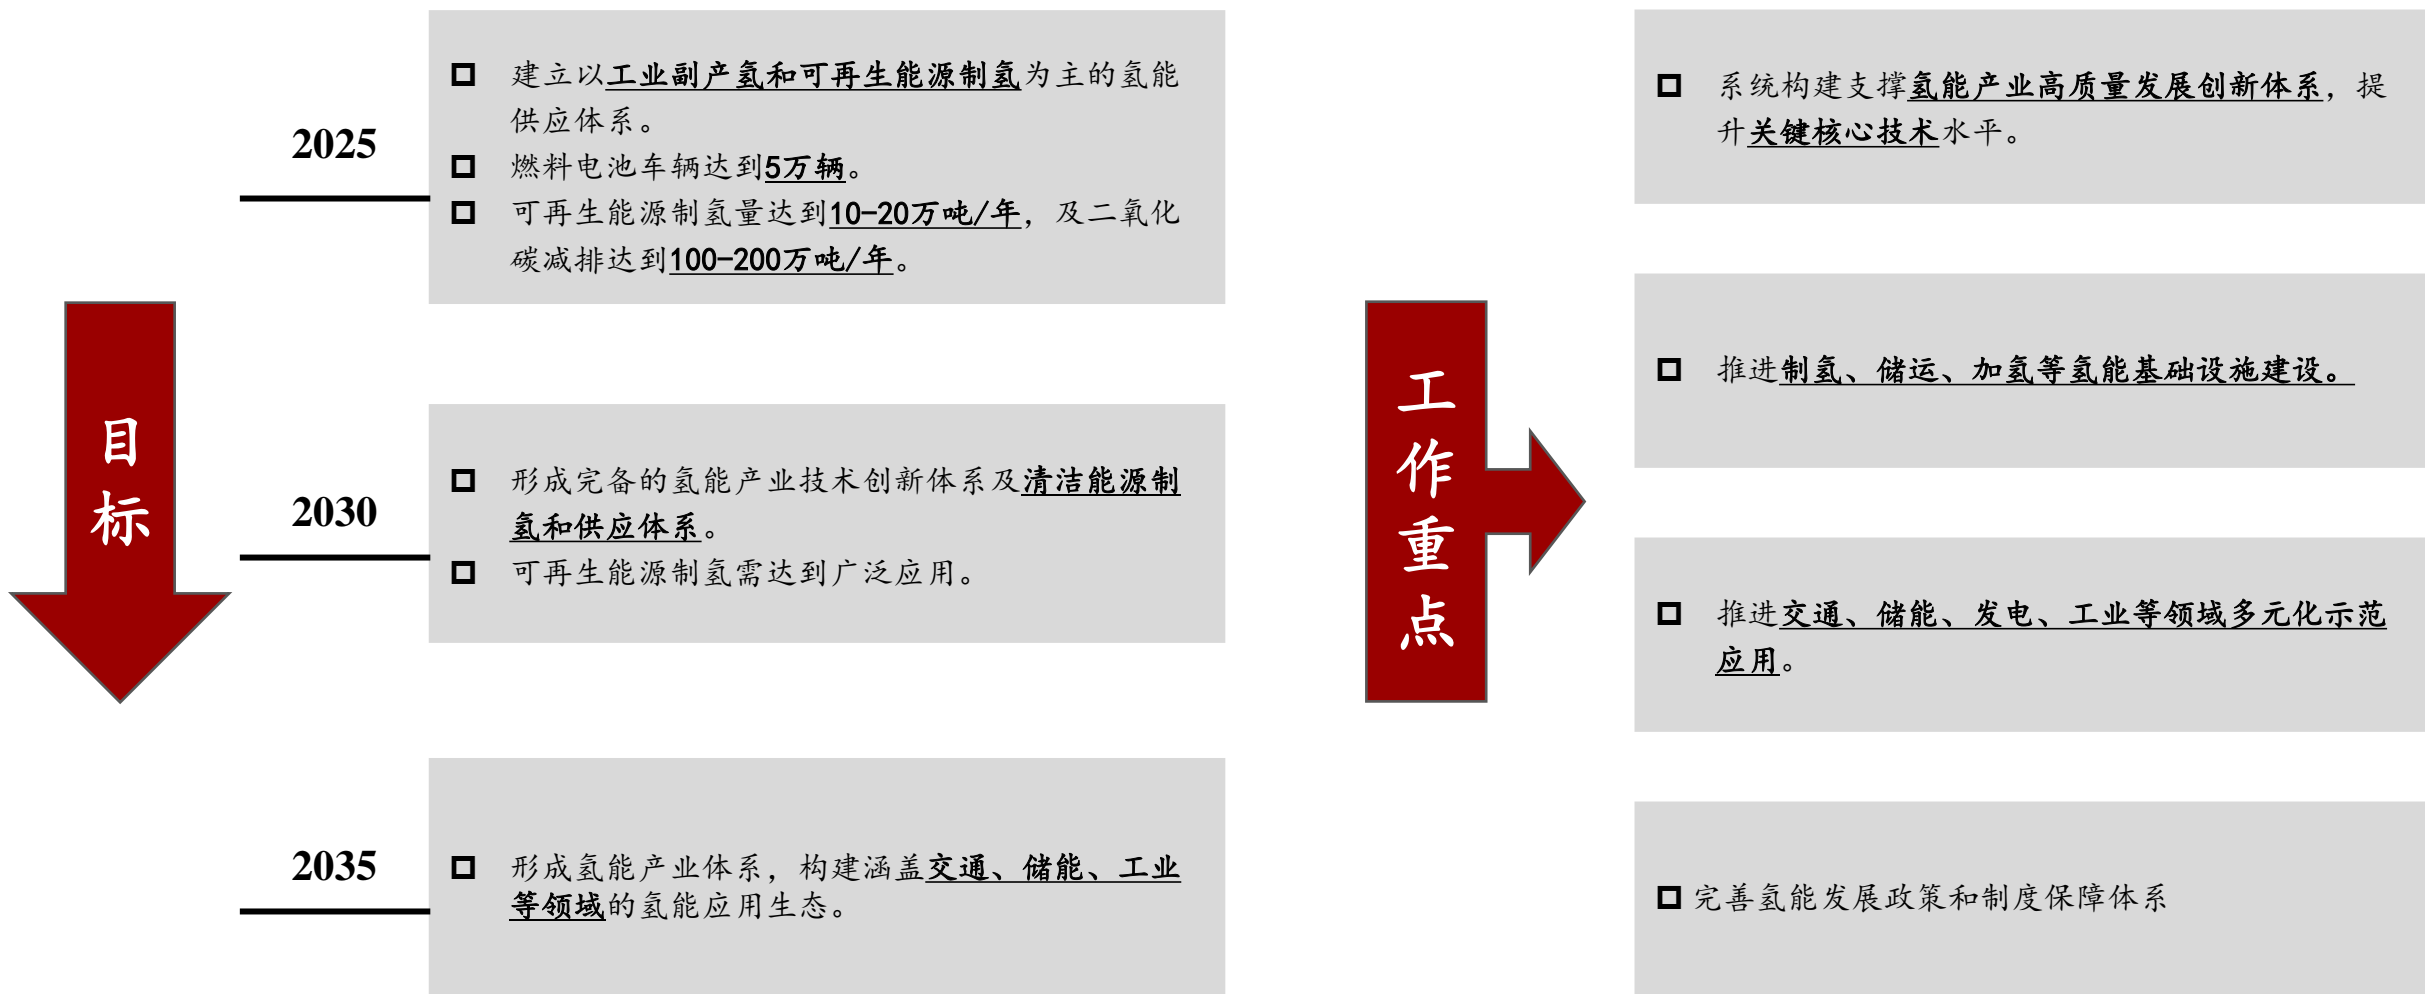 目
标
2025
建立以工业副产氢和可再生能源制氢为主的氢能
供应体系。
燃料电池车辆达到5万辆。
可再生能源制氢量达到10-20万吨/年，及二氧化
碳减排达到100-200万吨/年。
2030
形成完备的氢能产业技术创新体系及清洁能源制
氢和供应体系。
可再生能源制氢需达到广泛应用。
2035
形成氢能产业体系，构建涵盖交通、储能、工业
等领域的氢能应用生态。
工
作
重
点
系统构建支撑氢能产业高质量发展创新体系，提
升关键核心技术水平。
推进制氢、储运、加氢等氢能基础设施建设。
推进交通、储能、发电、工业等领域多元化示范
应用。
完善氢能发展政策和制度保障体系